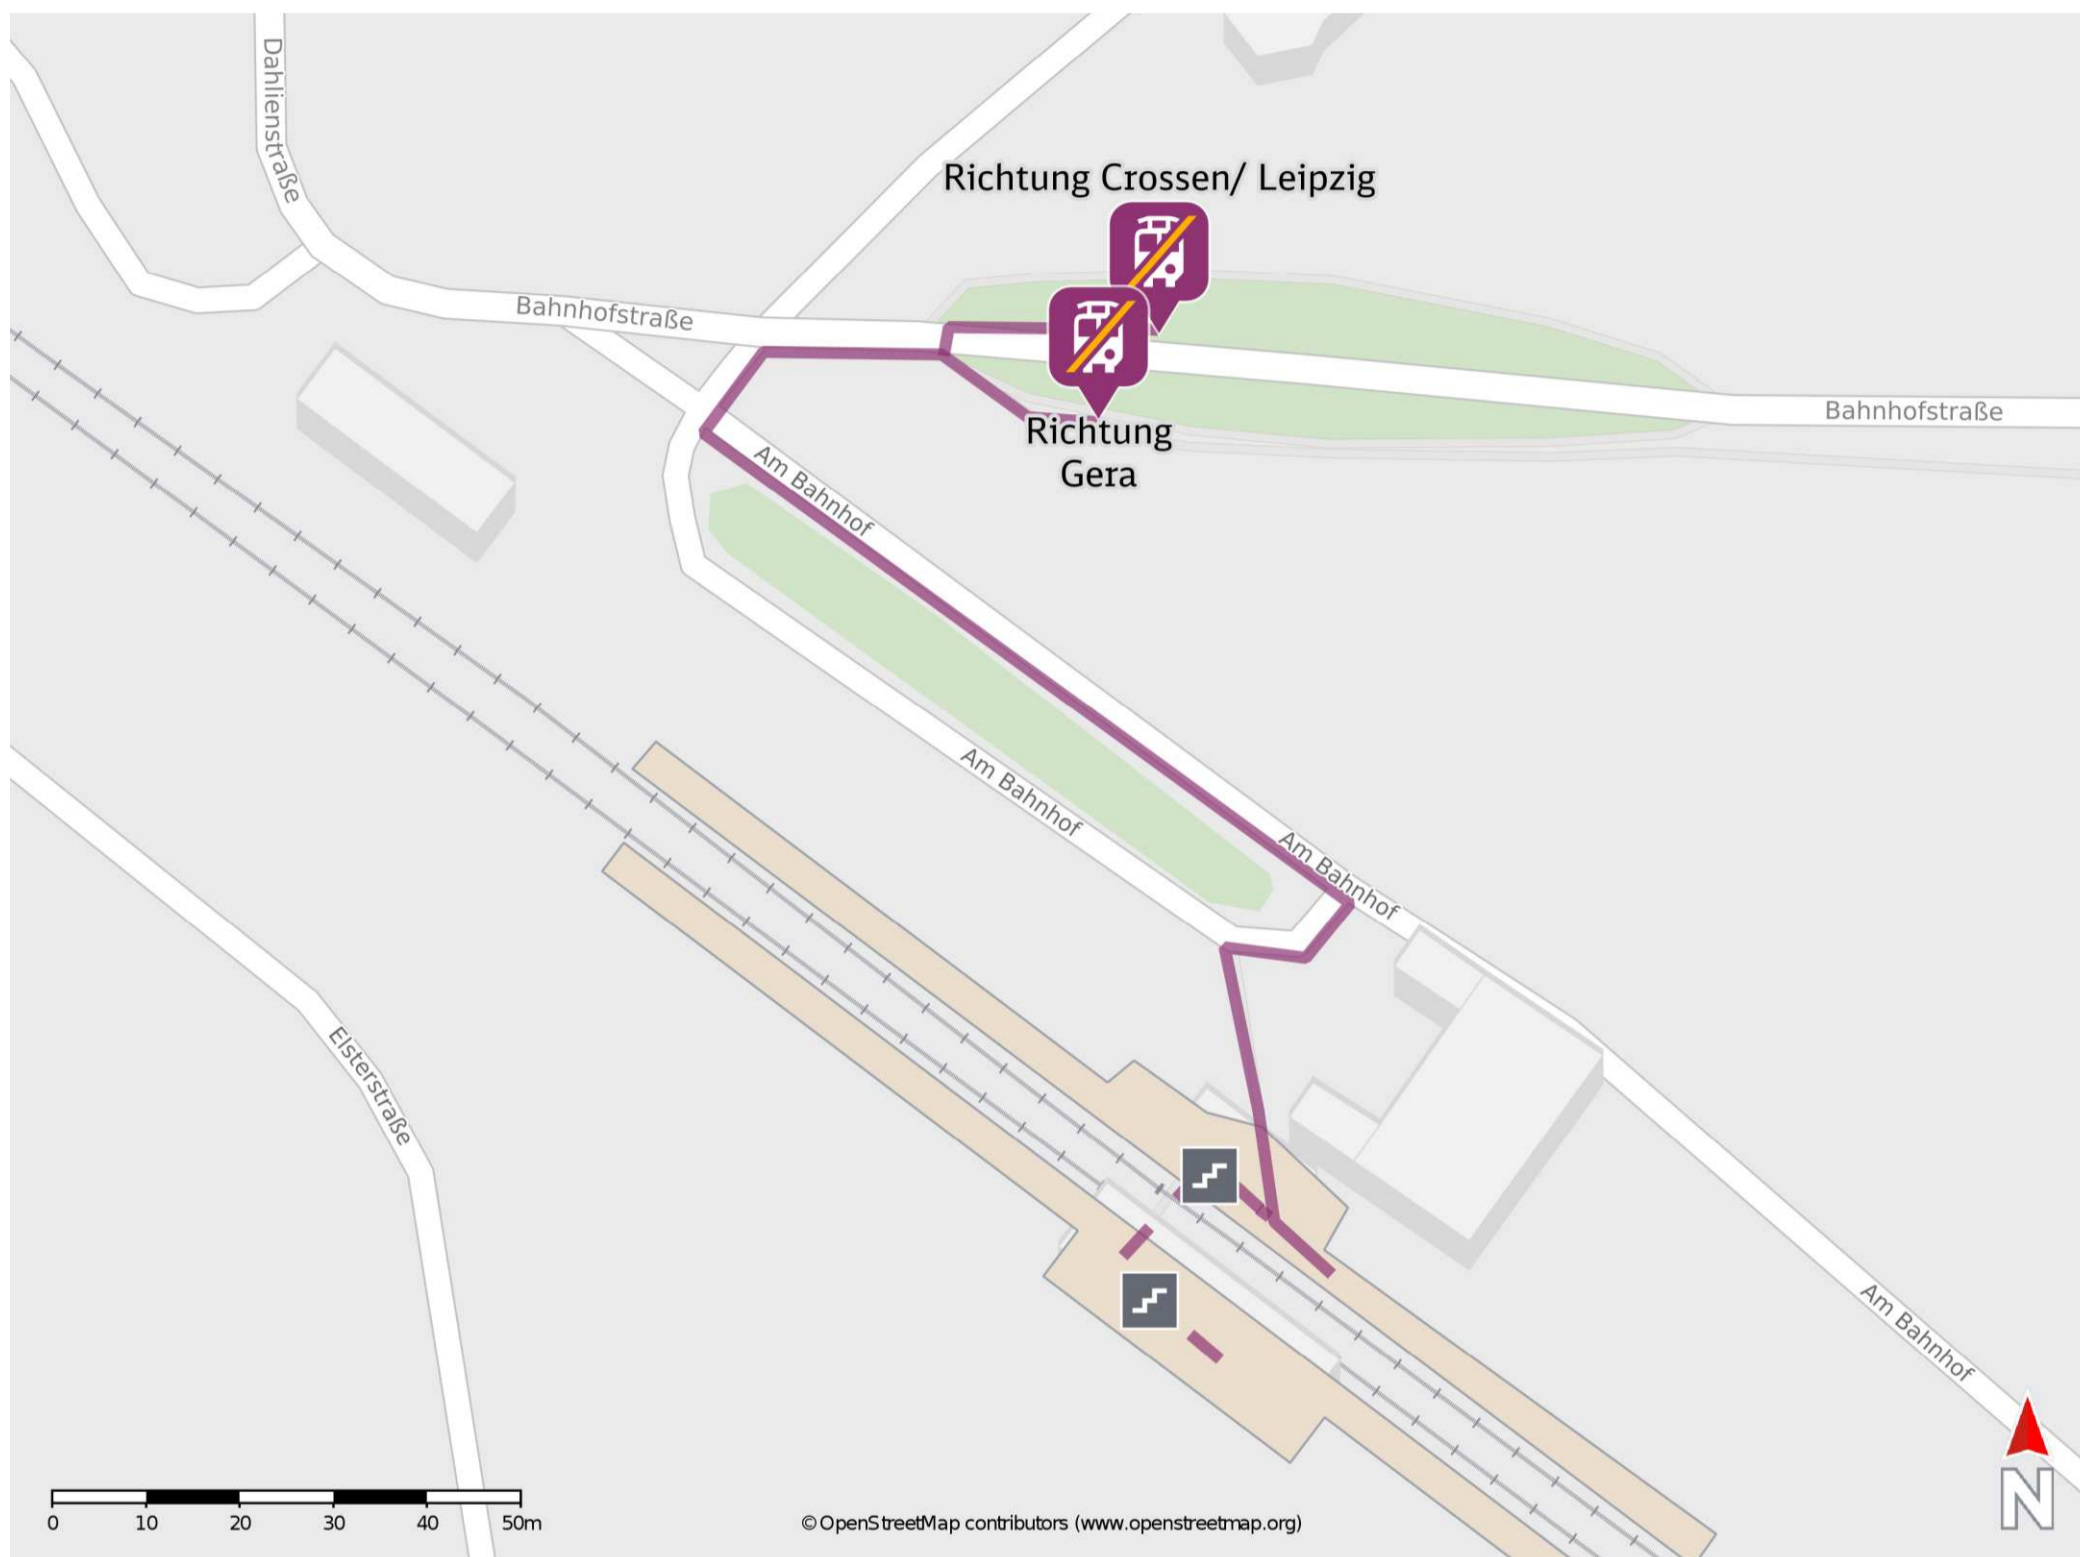 Dahlienstraße
Richtung Crossen/ Leipzig
Bahnhofstraße
Bahnhofstraße
Richtung
Gera
Am Bahnhof
Am Bahnhof
Am Bahnhof
Elsterstraße
Am Bahnhof
N
0 10 20 30 40 50m
© OpenStreetMap contributors (www.openstreetmap.org)